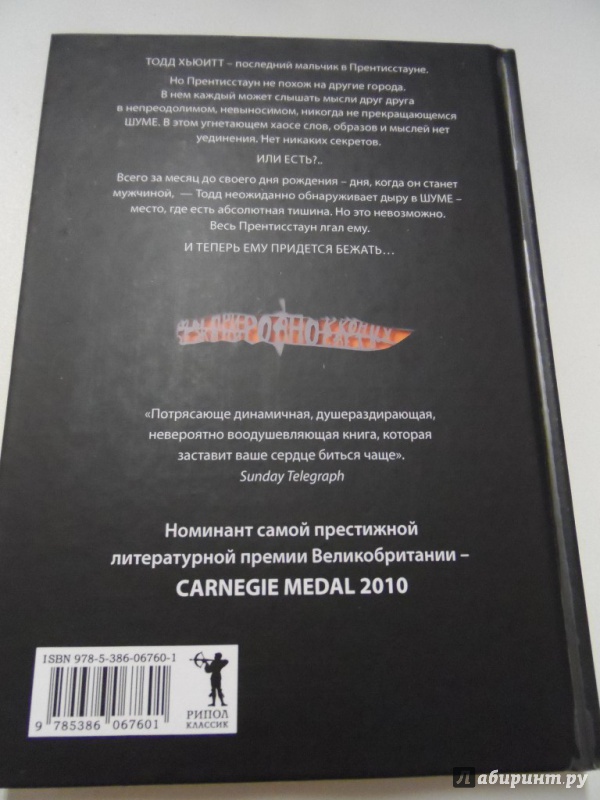 ТОДД ХЬЮИТТ – последний мальчик в Прентисстауне.
Но Прентисстаун не похож на другие города.
В нем каждый может слышать мысли друг друга
в непреодолимом, невыносимом, никогда не прекращающемся
ШУМЕ. В этом угнетающем хаосе слов, образов и мыслей нет
уединения. Нет никаких секретов.
ИЛИ ЕСТЬ?..
Всего за месяц до своего дня рождения – дня, когда он станет
мужчиной, — Тодд неожиданно обнаруживает дыру в ШУМЕ –
место, где есть абсолютная тишина. Но это невозможно.
Весь Прентисстаун лгал ему.
И ТЕПЕРЬ ЕМУ ПРИДЕТСЯ БЕЖАТЬ...
«Потрясающе динамичная, душераздирающая,
невероятно воодушевляющая книга, которая
заставит ваше сердце биться чаще».
Sunday Telegraph
Номинант самой престижной
литературной премии Великобритании –
CARNEGIE MEDAL 2010
ISBN 978-5-386-06760-1
9 785386 067601
РИПОЛ
КЛАССИК
Лабиринт.ру